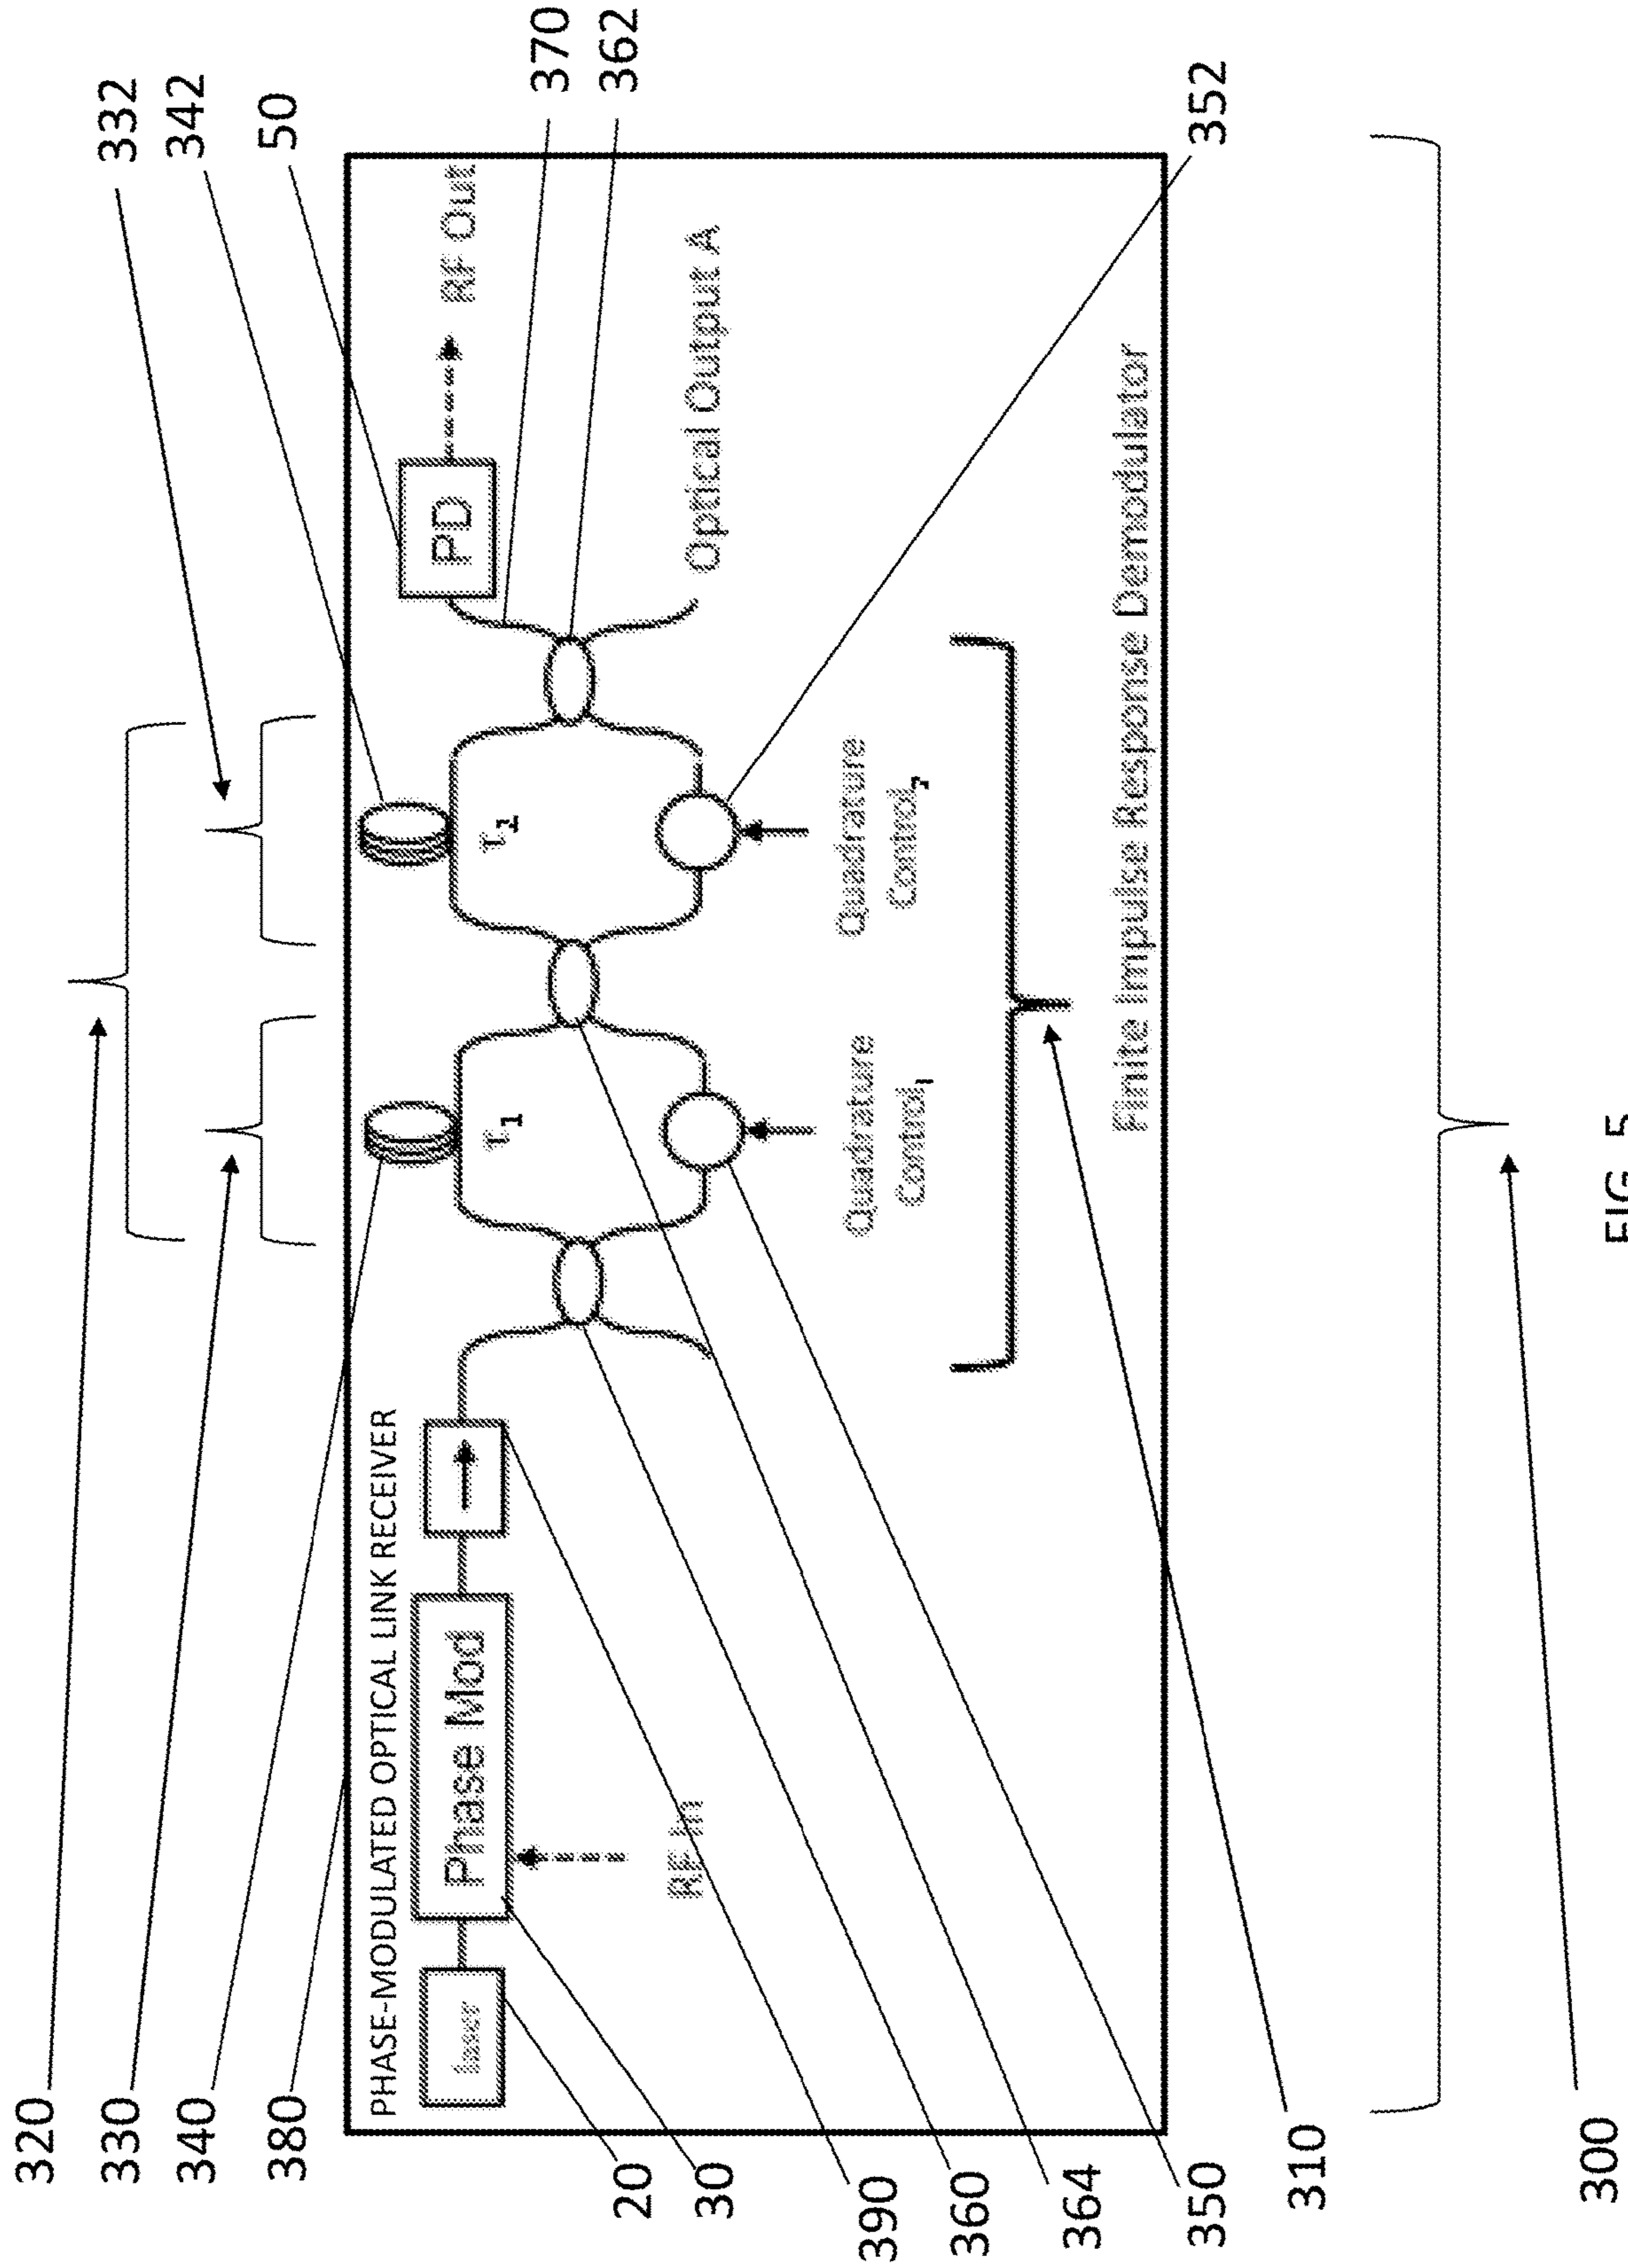 320
330
340
380
332
342
50
370
362
352
PHASE-MODULATED OPTICAL LINK RECEIVER
laser
Phase Mod
RF In
τ1
τ2
PD
RF Out
Optical Output A
Quadrature
Control1
Quadrature
Control2
Finite Impulse Response Demodulator
20
30
390
360
364
350
310
300
FIG. 5